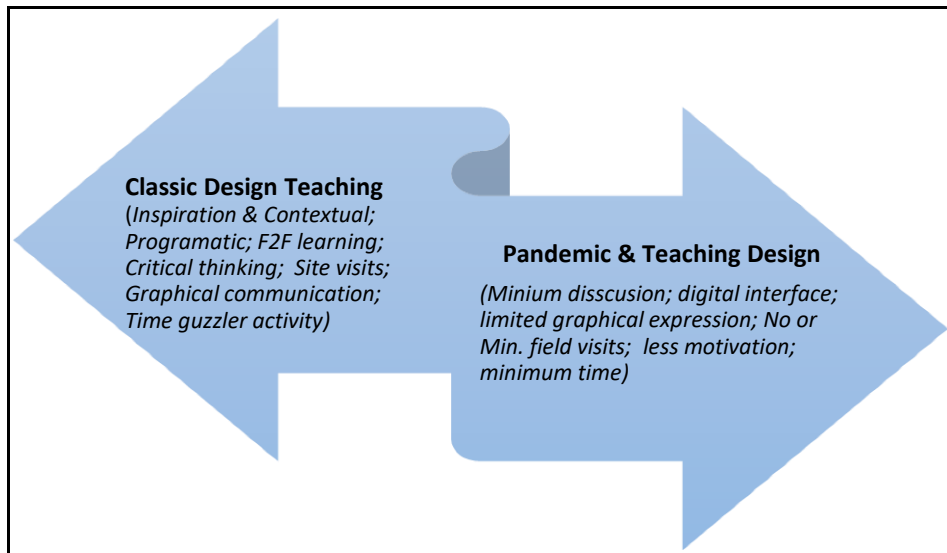 Classic Design Teaching
(Inspiration & Contextual;
Programatic; F2F learning;
Critical thinking; Site visits;
Graphical communication;
Time guzzler activity)
Pandemic & Teaching Design
(Minium disscusion; digital interface;
limited graphical expression; No or
Min. field visits; less motivation;
minimum time)